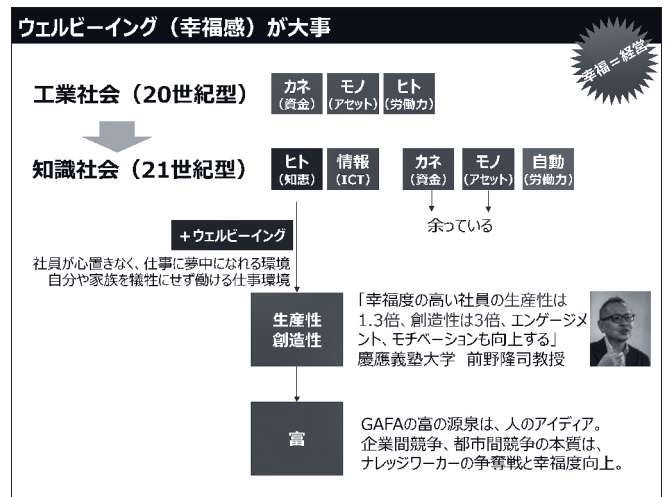 ウェルビーイング（幸福感）が大事
幸福＝経営
工業社会（20世紀型）
カネ
（資金）
モノ
（アセット）
ヒト
（労働力）
知識社会（21世紀型）
ヒト
（知恵）
情報
（ICT）
カネ
（資金）
モノ
（アセット）
自動
（労働力）
余っている
＋ウェルビーイング
社員が心置きなく、仕事に夢中になれる環境
自分や家族を犠牲にせず働ける仕事環境
生産性
創造性
「幸福度の高い社員の生産性は
1.3倍、創造性は3倍、エンゲージメ
ント、モチベーションも向上する」
慶應義塾大学　前野隆司教授
富
GAFAの富の源泉は、人のアイディア。
企業間競争、都市間競争の本質は、
ナレッジワーカーの争奪戦と幸福度向上。